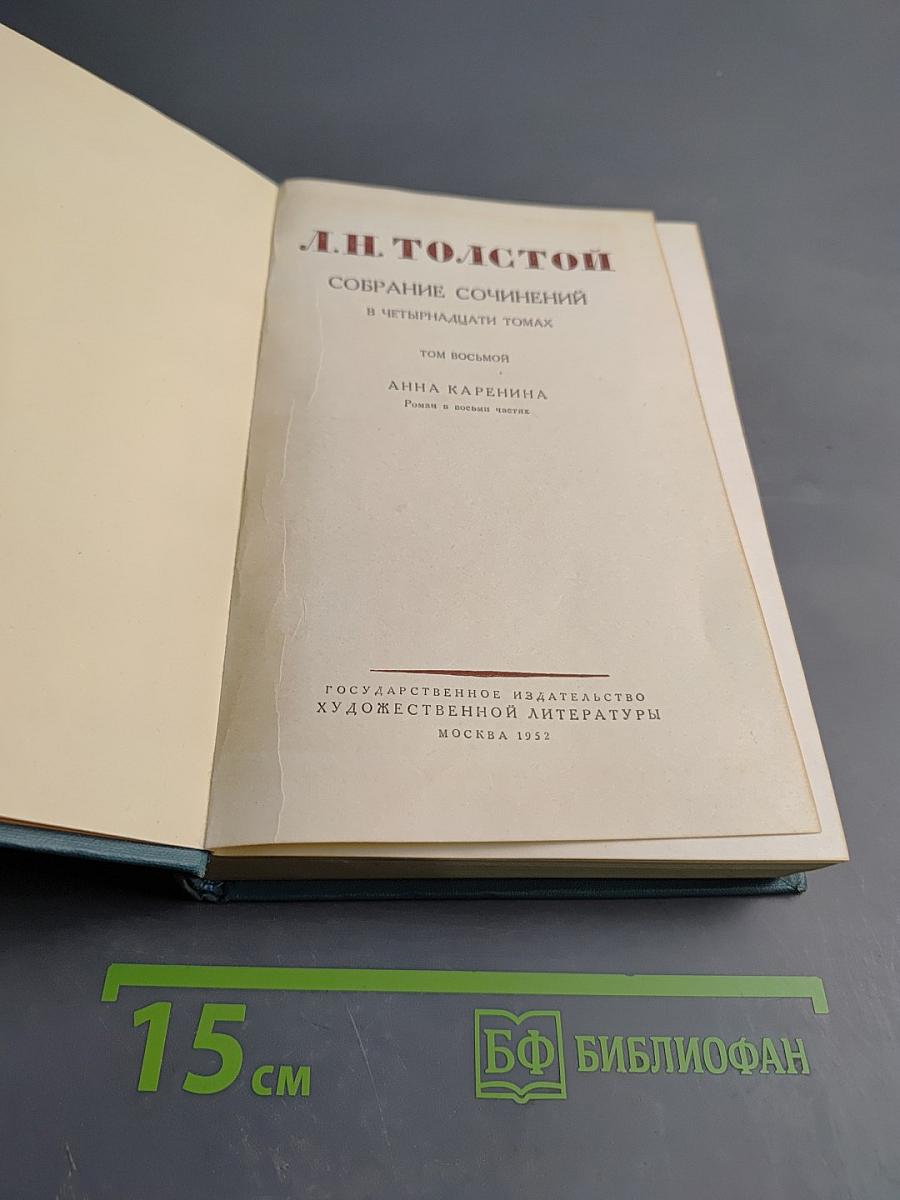 Л.Н. ТОЛСТОЙ
СОБРАНИЕ СОЧИНЕНИЙ
В ЧЕТЫРНАДЦАТИ ТОМАХ
ТОМ ВОСЬМОЙ
АННА КАРЕНИНА
Роман в восьми частях
ГОСУДАРСТВЕННОЕ ИЗДАТЕЛЬСТВО
ХУДОЖЕСТВЕННОЙ ЛИТЕРАТУРЫ
МОСКВА 1952
15 см
БФ БИБЛИОФАН